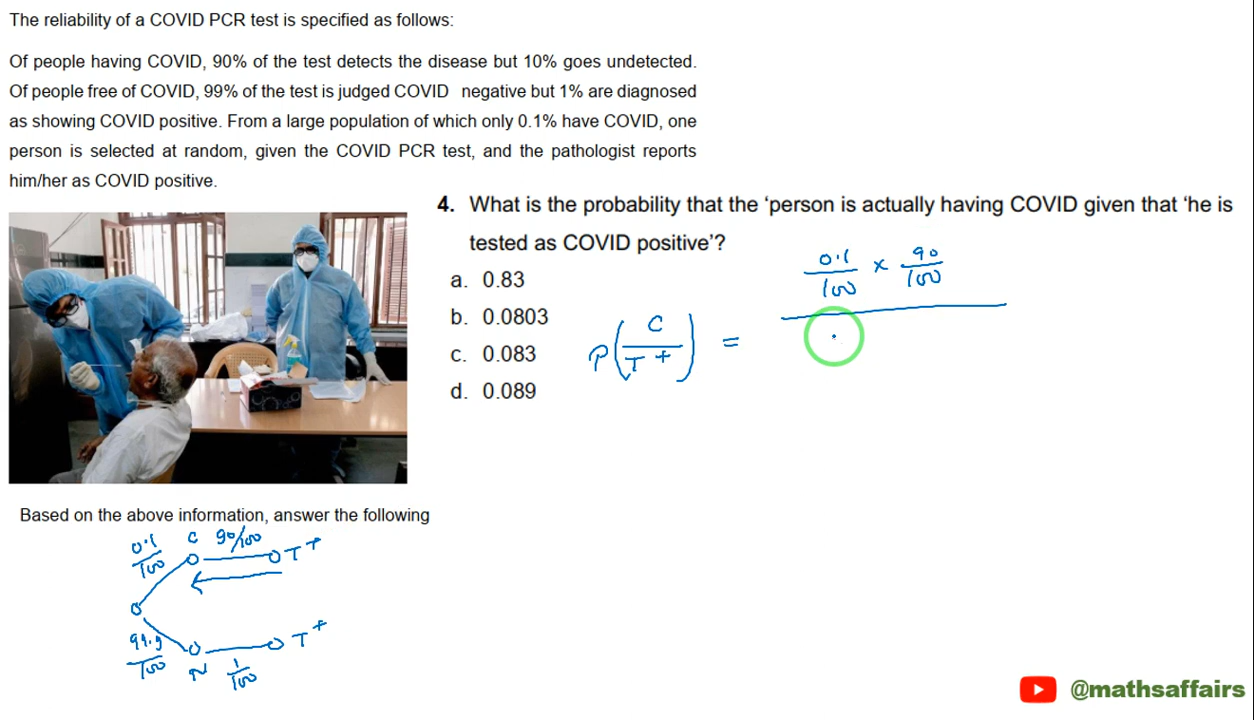 The reliability of a COVID PCR test is specified as follows:
Of people having COVID, 90% of the test detects the disease but 10% goes undetected.
Of people free of COVID, 99% of the test is judged COVID negative but 1% are diagnosed
as showing COVID positive. From a large population of which only 0.1% have COVID, one
person is selected at random, given the COVID PCR test, and the pathologist reports
him/her as COVID positive.
4. What is the probability that the ‘person is actually having COVID given that ‘he is
tested as COVID positive’?
a. 0.83
b. 0.0803
c. 0.083
d. 0.089
P(C/T+) = 0.1/100 × 90/100
Based on the above information, answer the following
0.1/100 C 90/100 T+
99.9/100 N 1/100 T+
@mathsaffairs